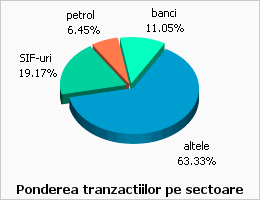 petrol
6.45%
banci
11.05%
SIF-uri
19.17%
altele
63.33%
Ponderea tranzactiilor pe sectoare